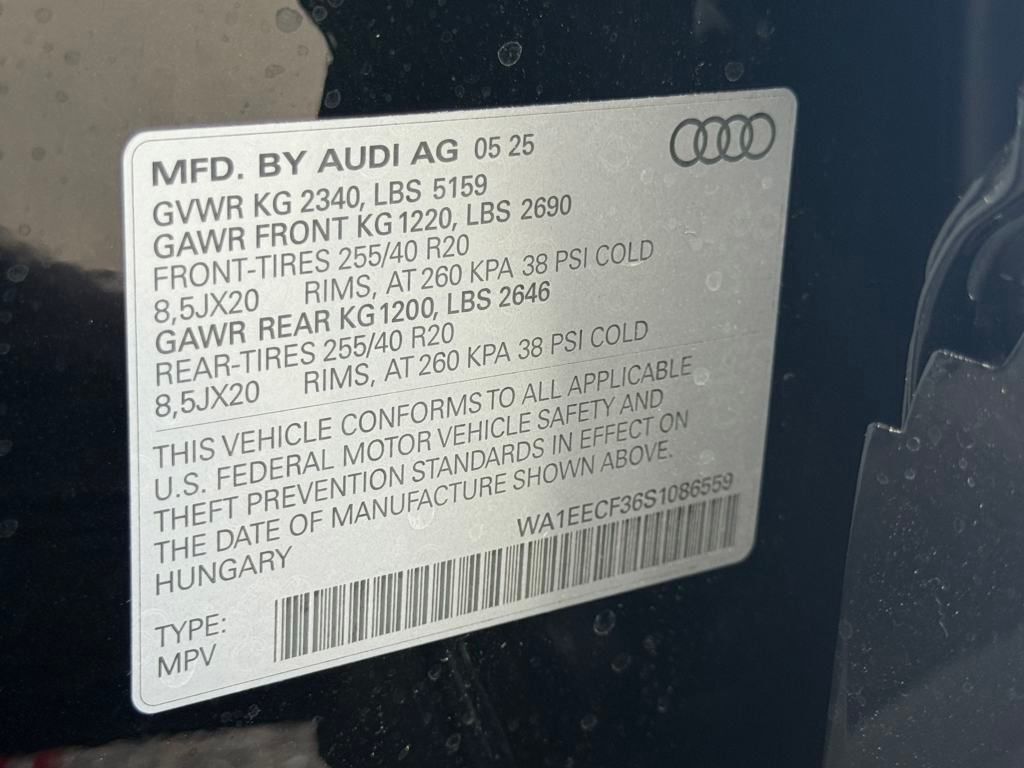 MFD. BY AUDI AG 05 25
GVWR KG 2340, LBS 5159
GAWR FRONT KG 1220, LBS 2690
FRONT-TIRES 255/40 R20
8,5JX20 RIMS, AT 260 KPA 38 PSI COLD
GAWR REAR KG 1200, LBS 2646
REAR-TIRES 255/40 R20
8,5JX20 RIMS, AT 260 KPA 38 PSI COLD
THIS VEHICLE CONFORMS TO ALL APPLICABLE
U.S. FEDERAL MOTOR VEHICLE SAFETY AND
THEFT PREVENTION STANDARDS IN EFFECT ON
THE DATE OF MANUFACTURE SHOWN ABOVE.
HUNGARY
WA1EECF36S1086559
TYPE:
MPV